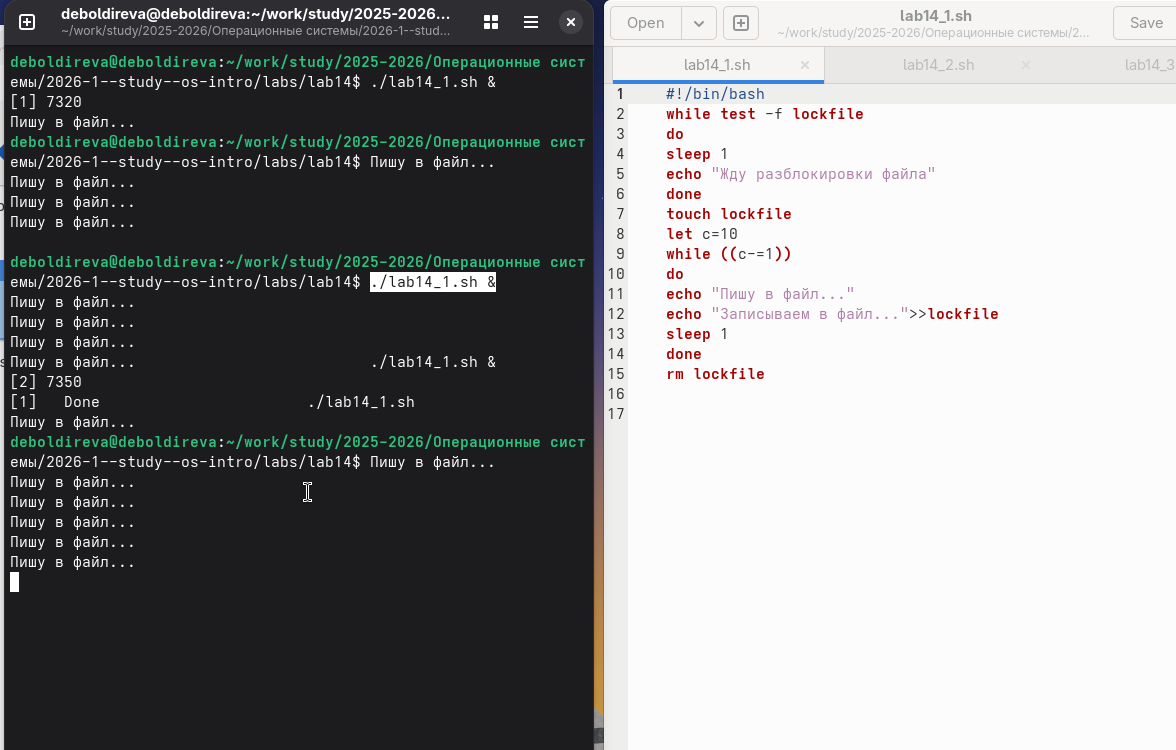 deboldireva@deboldireva:~/work/study/2025-2026...
~/work/study/2025-2026/Операционные системы/2026-1--stud...
deboldireva@deboldireva:~/work/study/2025-2026/Операционные сист
емы/2026-1--study--os-intro/labs/lab14$ ./lab14_1.sh &
[1] 7320
Пишу в файл...
deboldireva@deboldireva:~/work/study/2025-2026/Операционные сист
емы/2026-1--study--os-intro/labs/lab14$ Пишу в файл...
Пишу в файл...
Пишу в файл...
Пишу в файл...
deboldireva@deboldireva:~/work/study/2025-2026/Операционные сист
емы/2026-1--study--os-intro/labs/lab14$ ./lab14_1.sh &
Пишу в файл...
Пишу в файл...
Пишу в файл...
Пишу в файл... ./lab14_1.sh &
[2] 7350
[1] Done ./lab14_1.sh
Пишу в файл...
deboldireva@deboldireva:~/work/study/2025-2026/Операционные сист
емы/2026-1--study--os-intro/labs/lab14$ Пишу в файл...
Пишу в файл...
Пишу в файл...
Пишу в файл...
Пишу в файл...
Пишу в файл...
Open
lab14_1.sh
~/work/study/2025-2026/Операционные системы/2...
Save
lab14_1.sh
lab14_2.sh
lab14_3
1 #!/bin/bash
2 while test -f lockfile
3 do
4 sleep 1
5 echo "Жду разблокировки файла"
6 done
7 touch lockfile
8 let c=10
9 while ((c-=1))
10 do
11 echo "Пишу в файл..."
12 echo "Записываем в файл...">>lockfile
13 sleep 1
14 done
15 rm lockfile
16
17